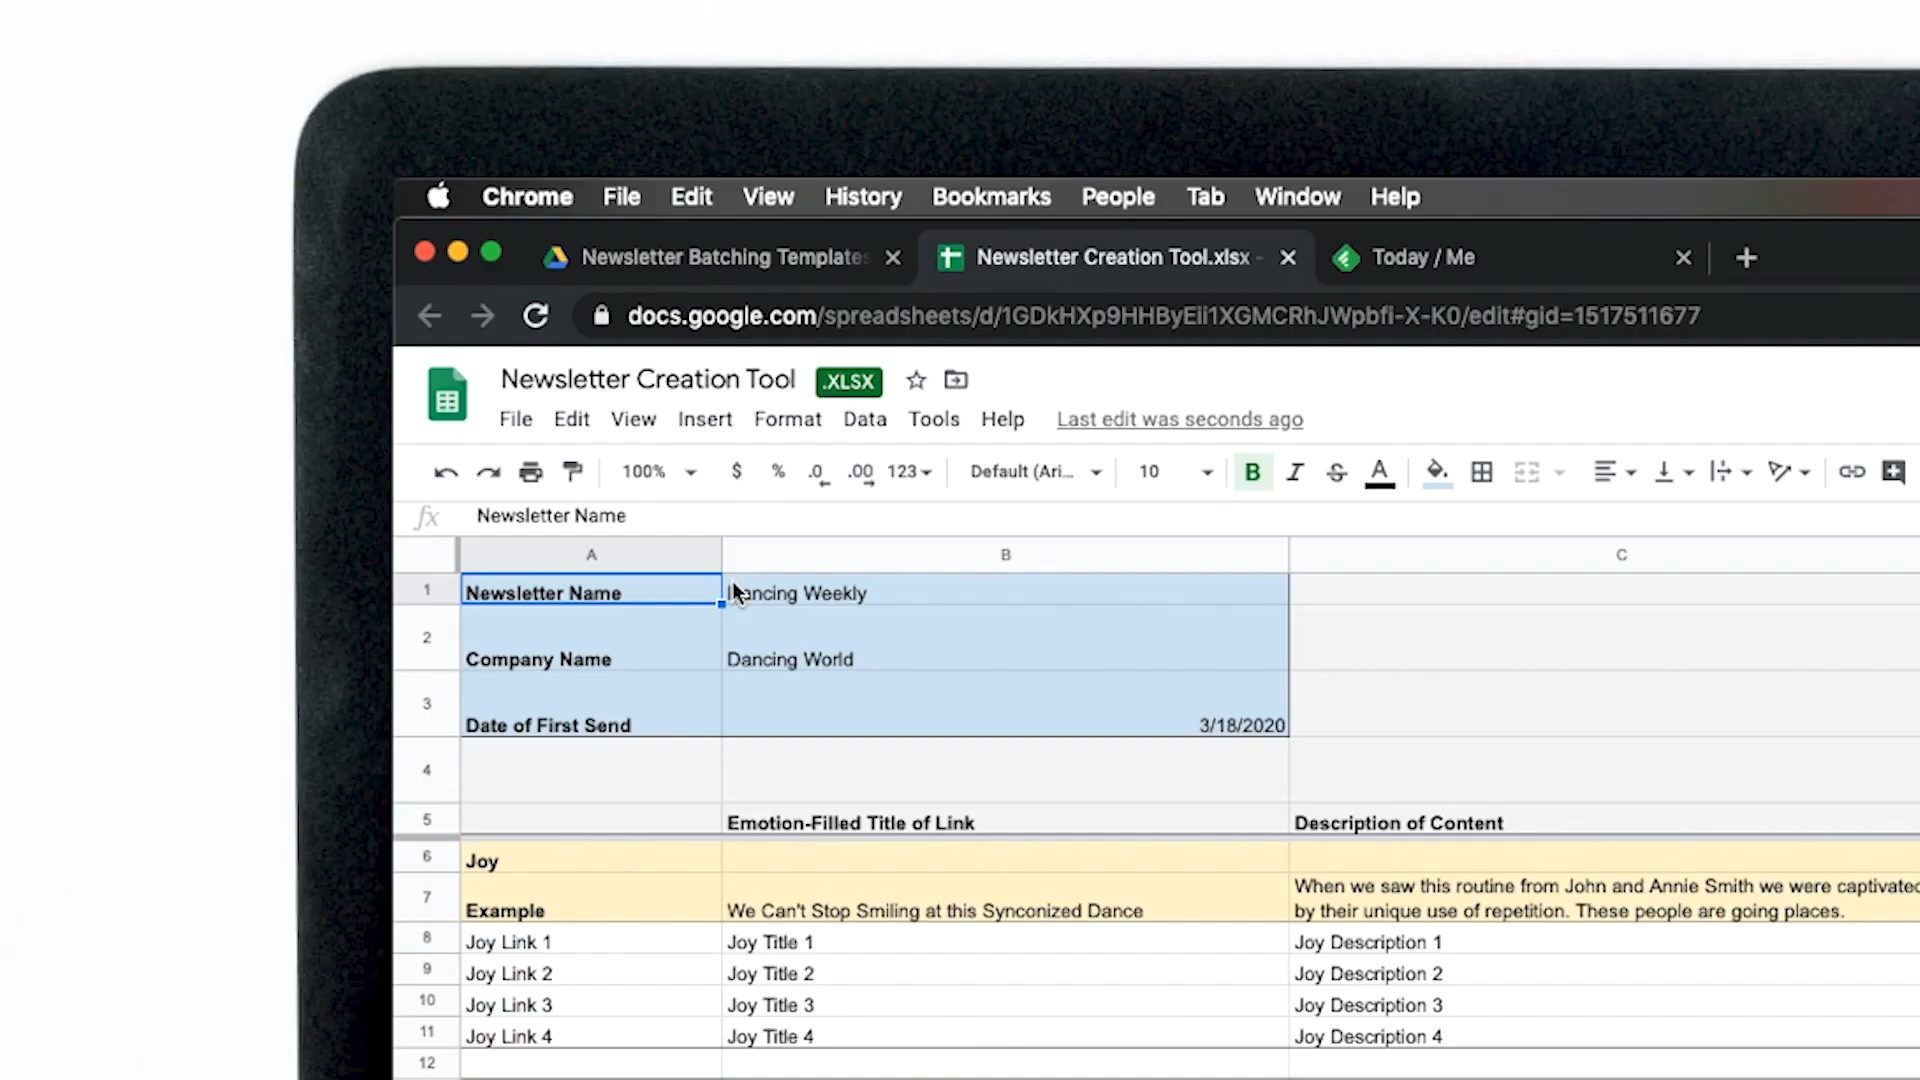 Chrome File Edit View History Bookmarks People Tab Window Help
Newsletter Batching Templates Newsletter Creation Tool.xlsx - Today / Me
docs.google.com/spreadsheets/d/1GDkHXp9HHByEil1XGMCRhJWpbfl-X-K0/edit#gid=1517511677
Newsletter Creation Tool .XLSX
File Edit View Insert Format Data Tools Help Last edit was seconds ago
100% $ % .0 .00 123 Default (Ari... 10 B I S A
fx Newsletter Name
A B C
1 Newsletter Name Dancing Weekly
2 Company Name Dancing World
3 Date of First Send 3/18/2020
4
5 Emotion-Filled Title of Link Description of Content
6 Joy
When we saw this routine from John and Annie Smith we were captivated
7 Example We Can't Stop Smiling at this Synconized Dance by their unique use of repetition. These people are going places.
8 Joy Link 1 Joy Title 1 Joy Description 1
9 Joy Link 2 Joy Title 2 Joy Description 2
10 Joy Link 3 Joy Title 3 Joy Description 3
11 Joy Link 4 Joy Title 4 Joy Description 4
12